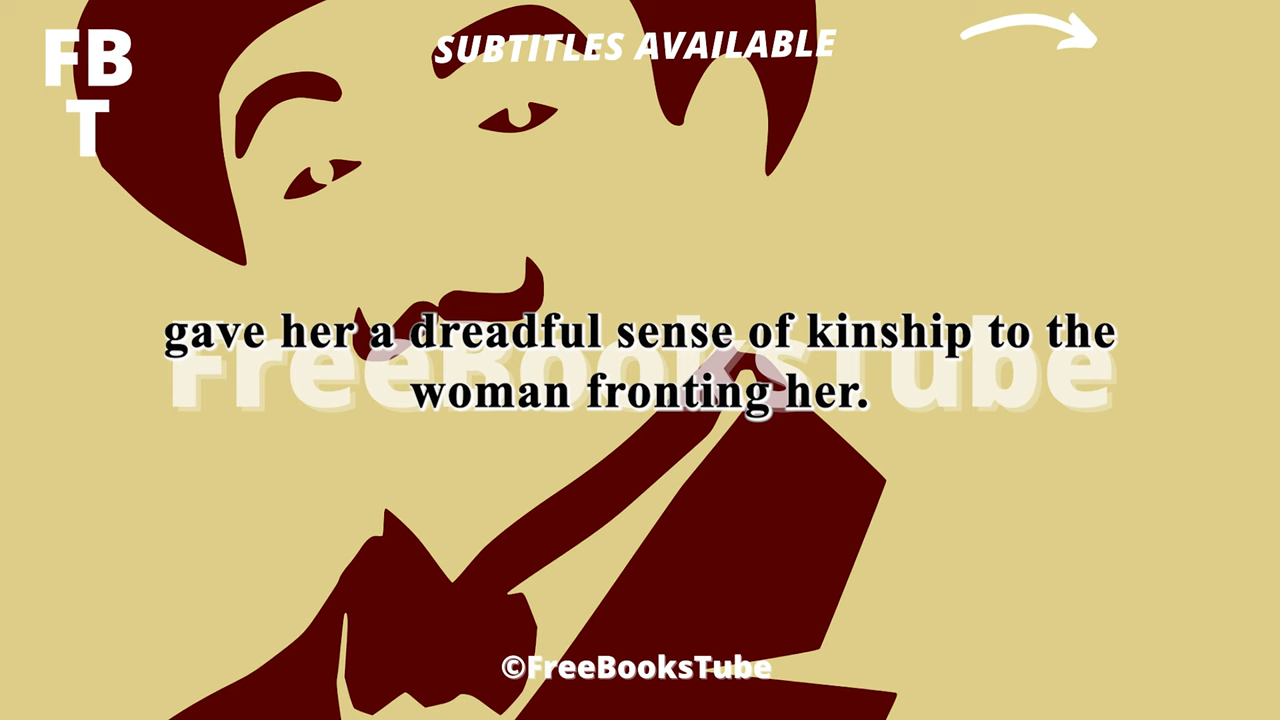 FB
T
SUBTITLES AVAILABLE
gave her a dreadful sense of kinship to the
FreeBooksTube
woman fronting her.
©FreeBooksTube